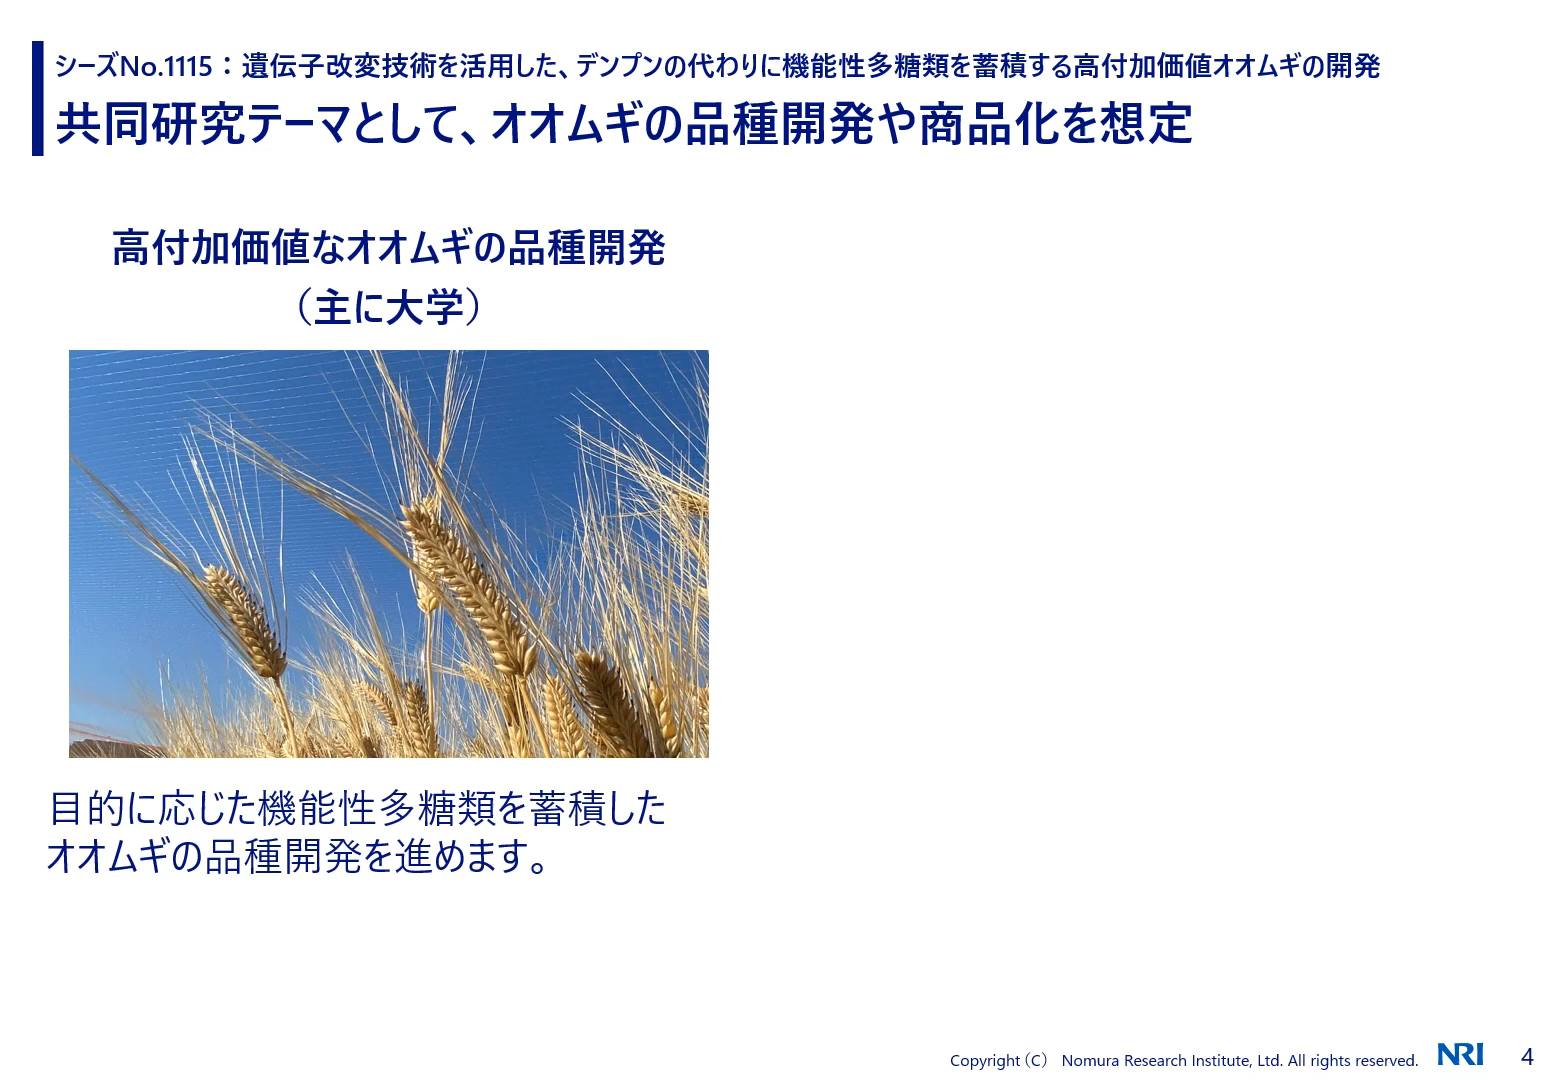 シーズNo.1115：遺伝子改変技術を活用した、デンプンの代わりに機能性多糖類を蓄積する高付加価値オオムギの開発
共同研究テーマとして、オオムギの品種開発や商品化を想定
高付加価値なオオムギの品種開発
（主に大学）
目的に応じた機能性多糖類を蓄積した
オオムギの品種開発を進めます。
Copyright（C） Nomura Research Institute, Ltd. All rights reserved. NRI 4